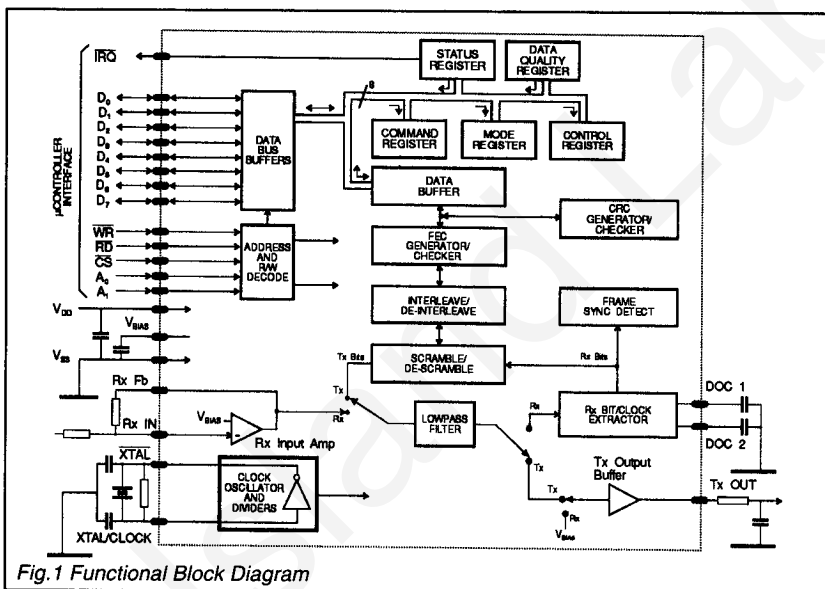 IRQ
STATUS
REGISTER
DATA
QUALITY
REGISTER
8
COMMAND
REGISTER
MODE
REGISTER
CONTROL
REGISTER
µCONTROLLER
INTERFACE
D0
D1
D2
D3
D4
D5
D6
D7
DATA
BUS
BUFFERS
DATA
BUFFER
CRC
GENERATOR/
CHECKER
WR
RD
CS
A0
A1
ADDRESS
AND
R/W
DECODE
FEC
GENERATOR/
CHECKER
INTERLEAVE/
DE-INTERLEAVE
FRAME
SYNC DETECT
VDD
VBIAS
VSS
Tx Bits
SCRAMBLE/
DE-SCRAMBLE
Rx Bits
Rx Fb
Tx
Rx
VBIAS
Rx IN
Rx Input Amp
LOWPASS
FILTER
Rx
Tx
Rx BIT/CLOCK
EXTRACTOR
DOC 1
DOC 2
XTAL
CLOCK
OSCILLATOR
AND
DIVIDERS
XTAL/CLOCK
Tx
Rx
VBIAS
Tx Output
Buffer
Tx OUT
Fig.1 Functional Block Diagram